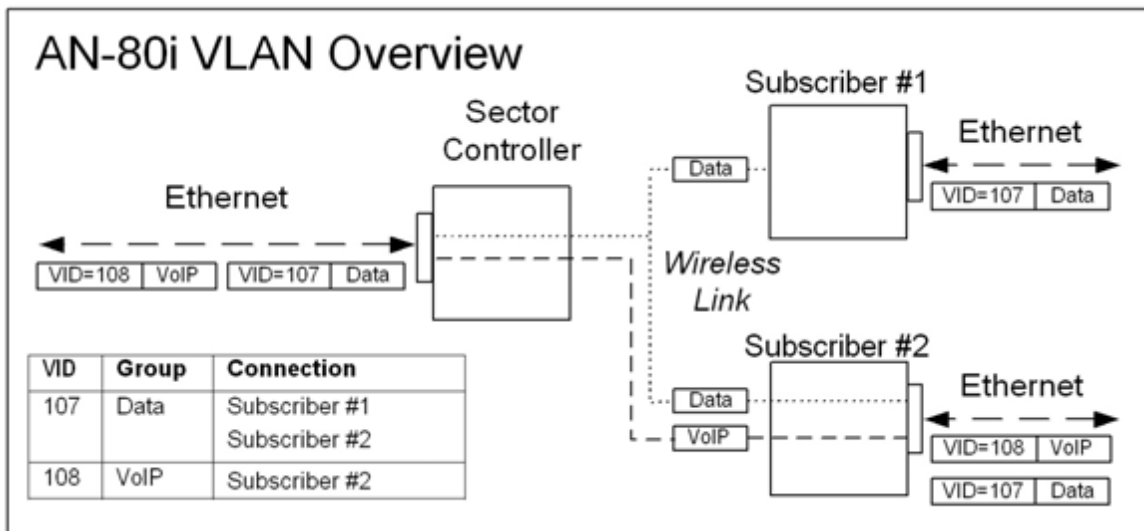 AN-80i VLAN Overview
Subscriber #1
Sector
Controller
Ethernet
Data
Ethernet
VID=107 Data
VID=108 VoIP VID=107 Data
Wireless
Link
Subscriber #2
Ethernet
Data
VoIP
VID=108 VoIP
VID=107 Data
VID Group Connection
107 Data Subscriber #1
Subscriber #2
108 VoIP Subscriber #2